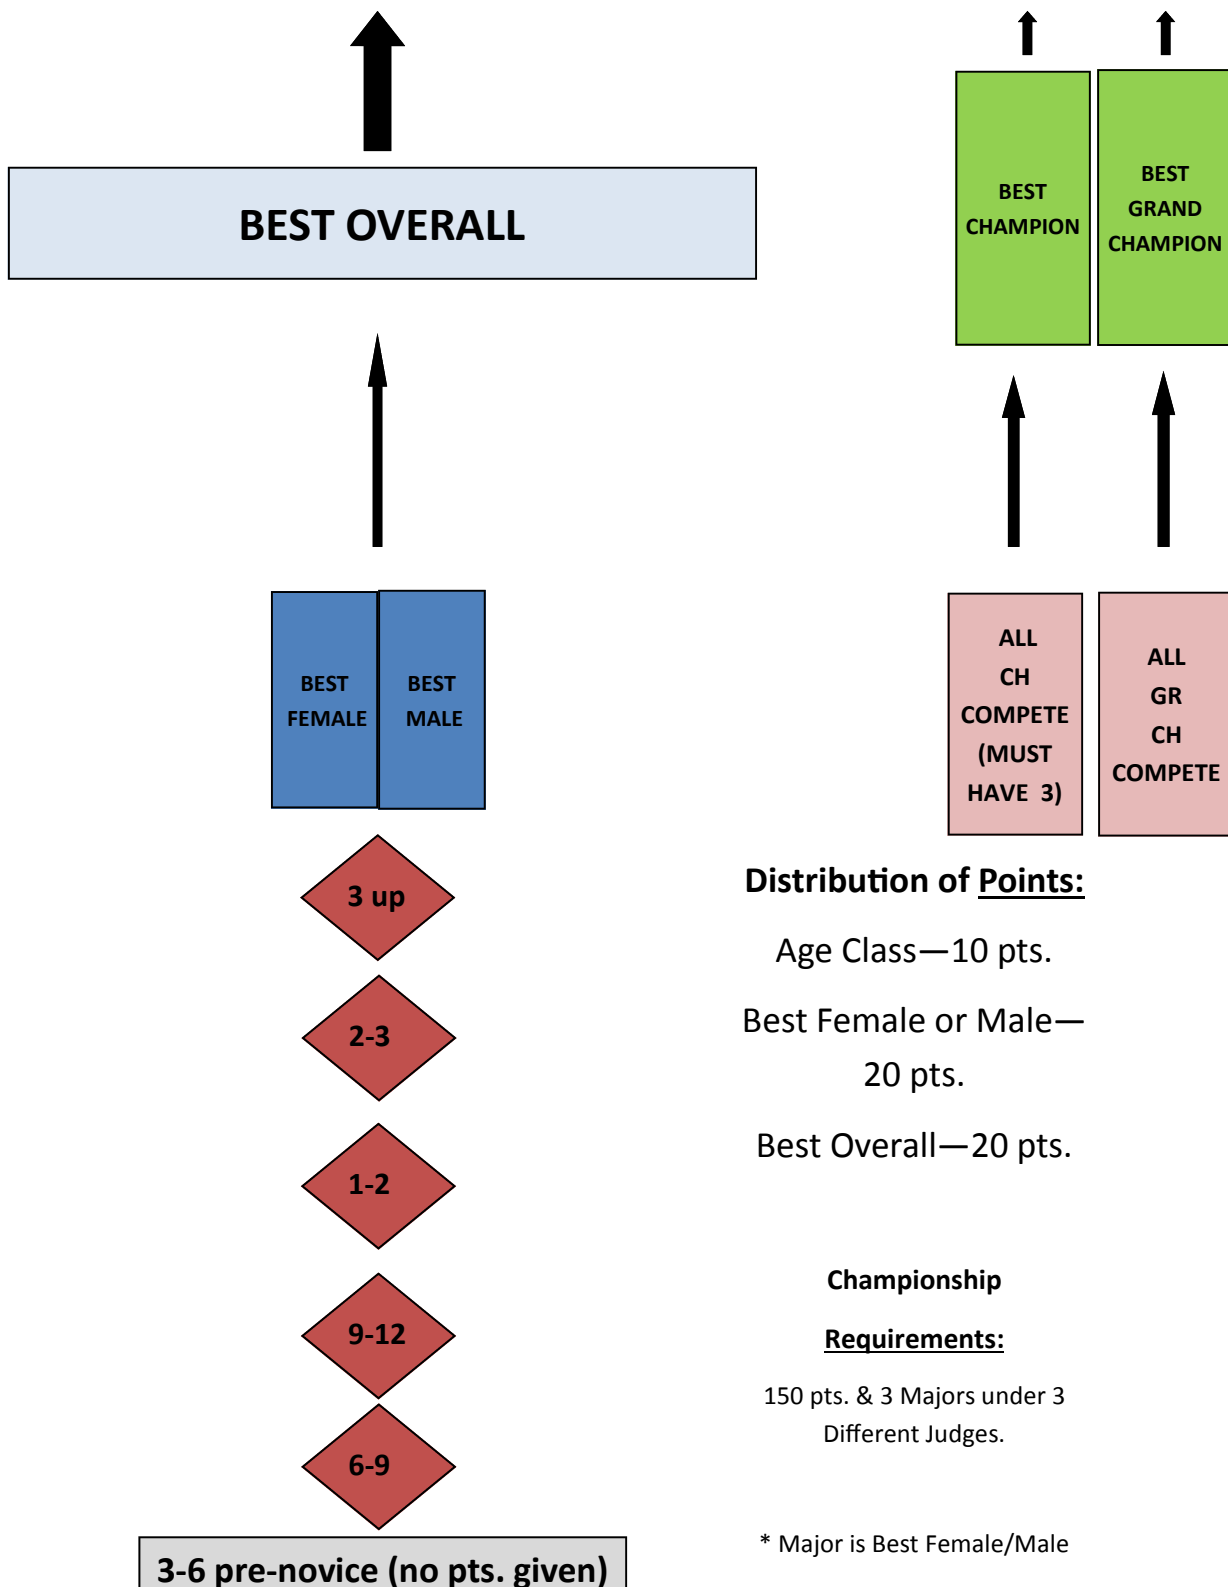 BEST OVERALL
BEST
CHAMPION
BEST
GRAND
CHAMPION
BEST
FEMALE
BEST
MALE
ALL
CH
COMPETE
(MUST
HAVE 3)
ALL
GR
CH
COMPETE
3 up
2-3
1-2
9-12
6-9
3-6 pre-novice (no pts. given)
Distribution of Points:
Age Class—10 pts.
Best Female or Male—
20 pts.
Best Overall—20 pts.
Championship
Requirements:
150 pts. & 3 Majors under 3
Different Judges.
* Major is Best Female/Male